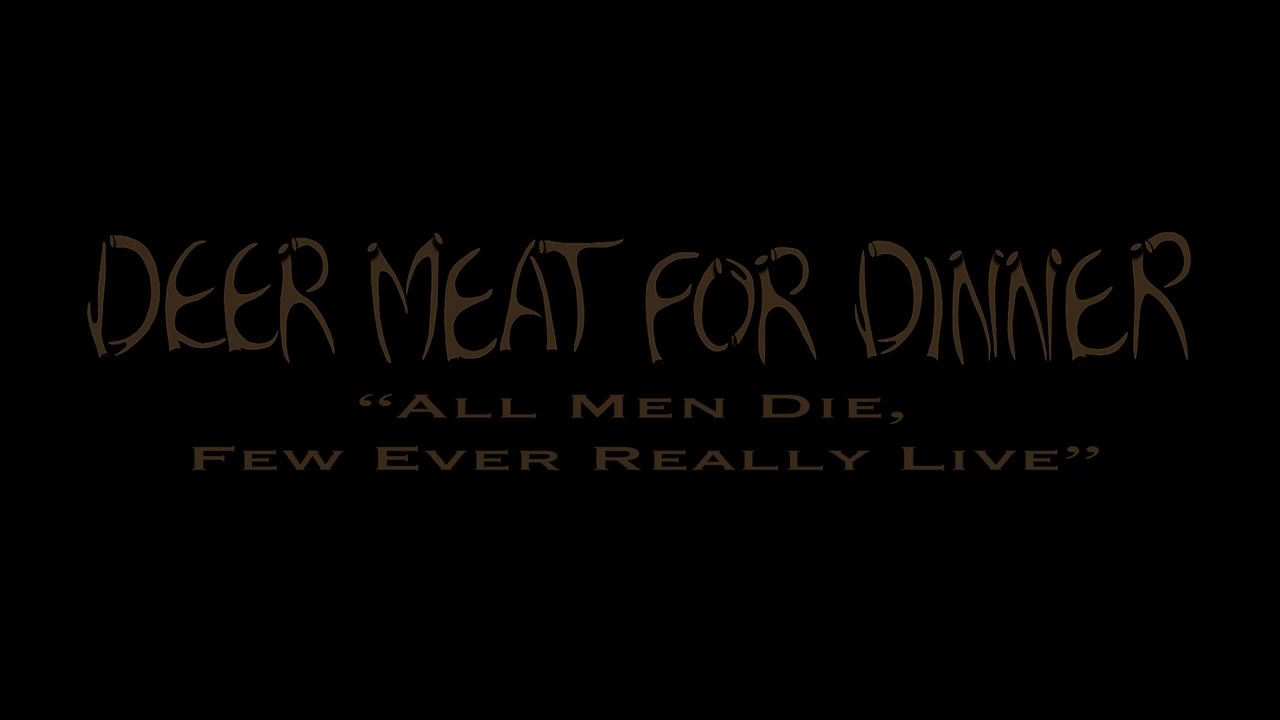 DEER MEAT FOR DINNER
“All Men Die,
Few Ever Really Live”